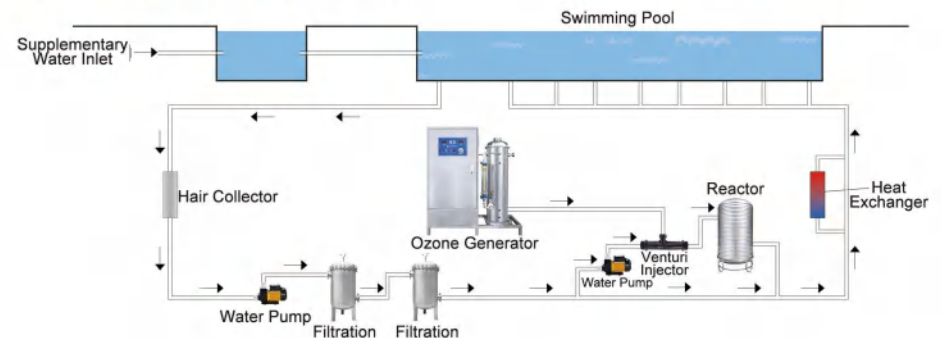 Swimming Pool
Supplementary
Water Inlet
Hair Collector
Reactor
Heat
Exchanger
Ozone Generator
Venturi
Injector
Water Pump
Water Pump
Filtration
Filtration